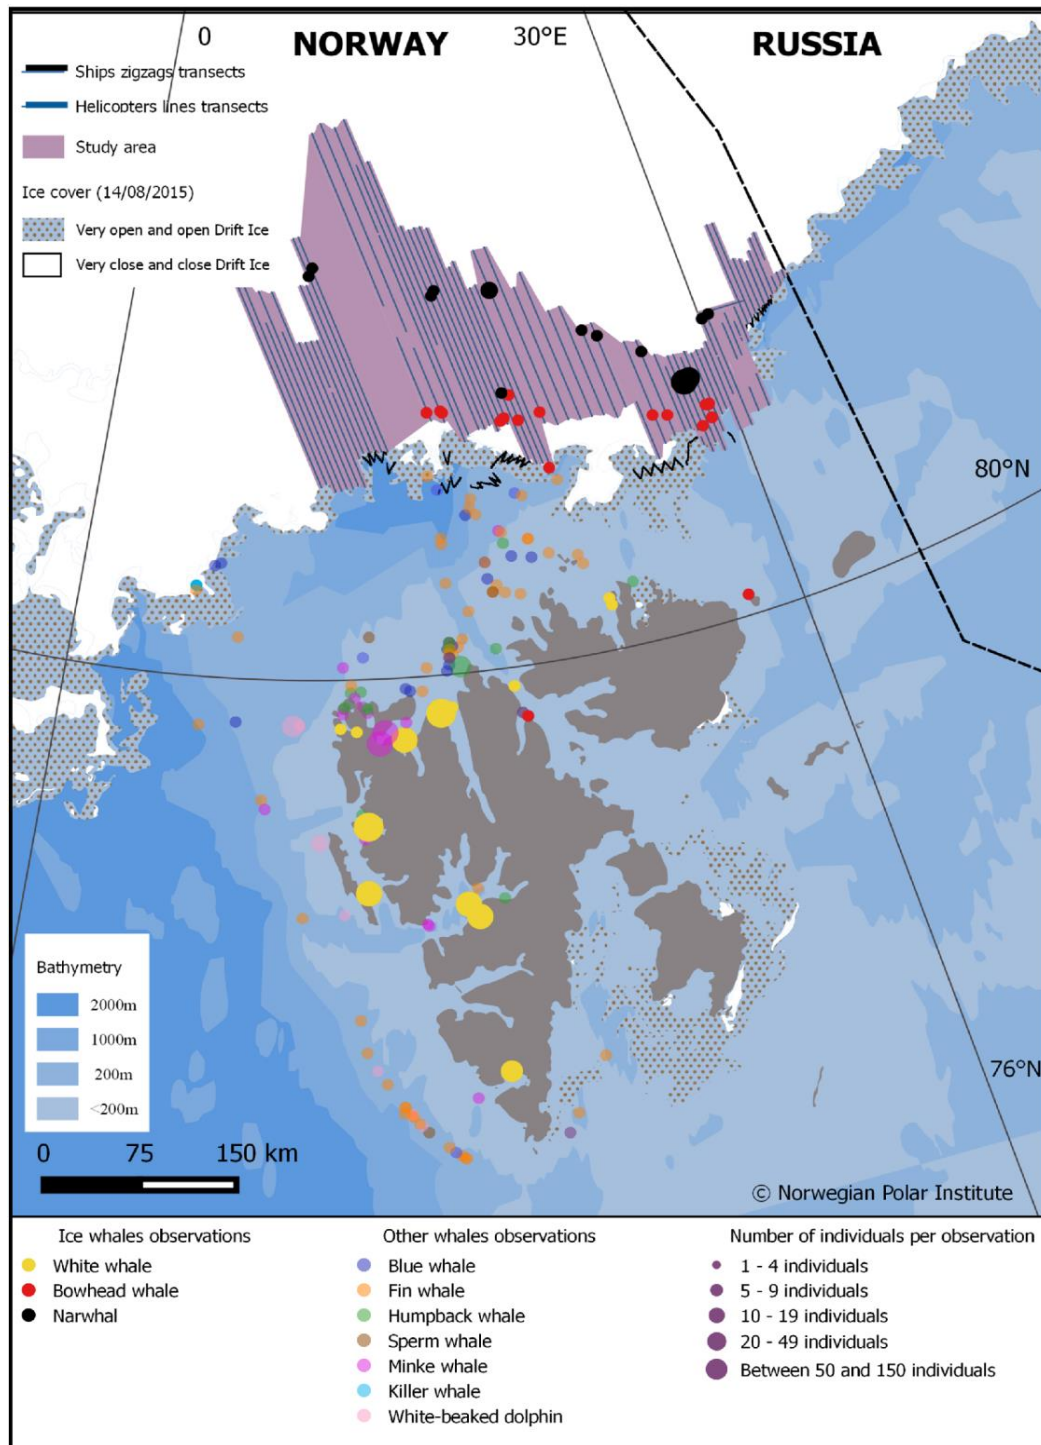 0
NORWAY
30°E
RUSSIA
Ships zigzags transects
Helicopters lines transects
Study area
Ice cover (14/08/2015)
Very open and open Drift Ice
Very close and close Drift Ice
80°N
Bathymetry
2000m
1000m
200m
<200m
76°N
0 75 150 km
© Norwegian Polar Institute
Ice whales observations
White whale
Bowhead whale
Narwhal
Other whales observations
Blue whale
Fin whale
Humpback whale
Sperm whale
Minke whale
Killer whale
White-beaked dolphin
Number of individuals per observation
1 - 4 individuals
5 - 9 individuals
10 - 19 individuals
20 - 49 individuals
Between 50 and 150 individuals